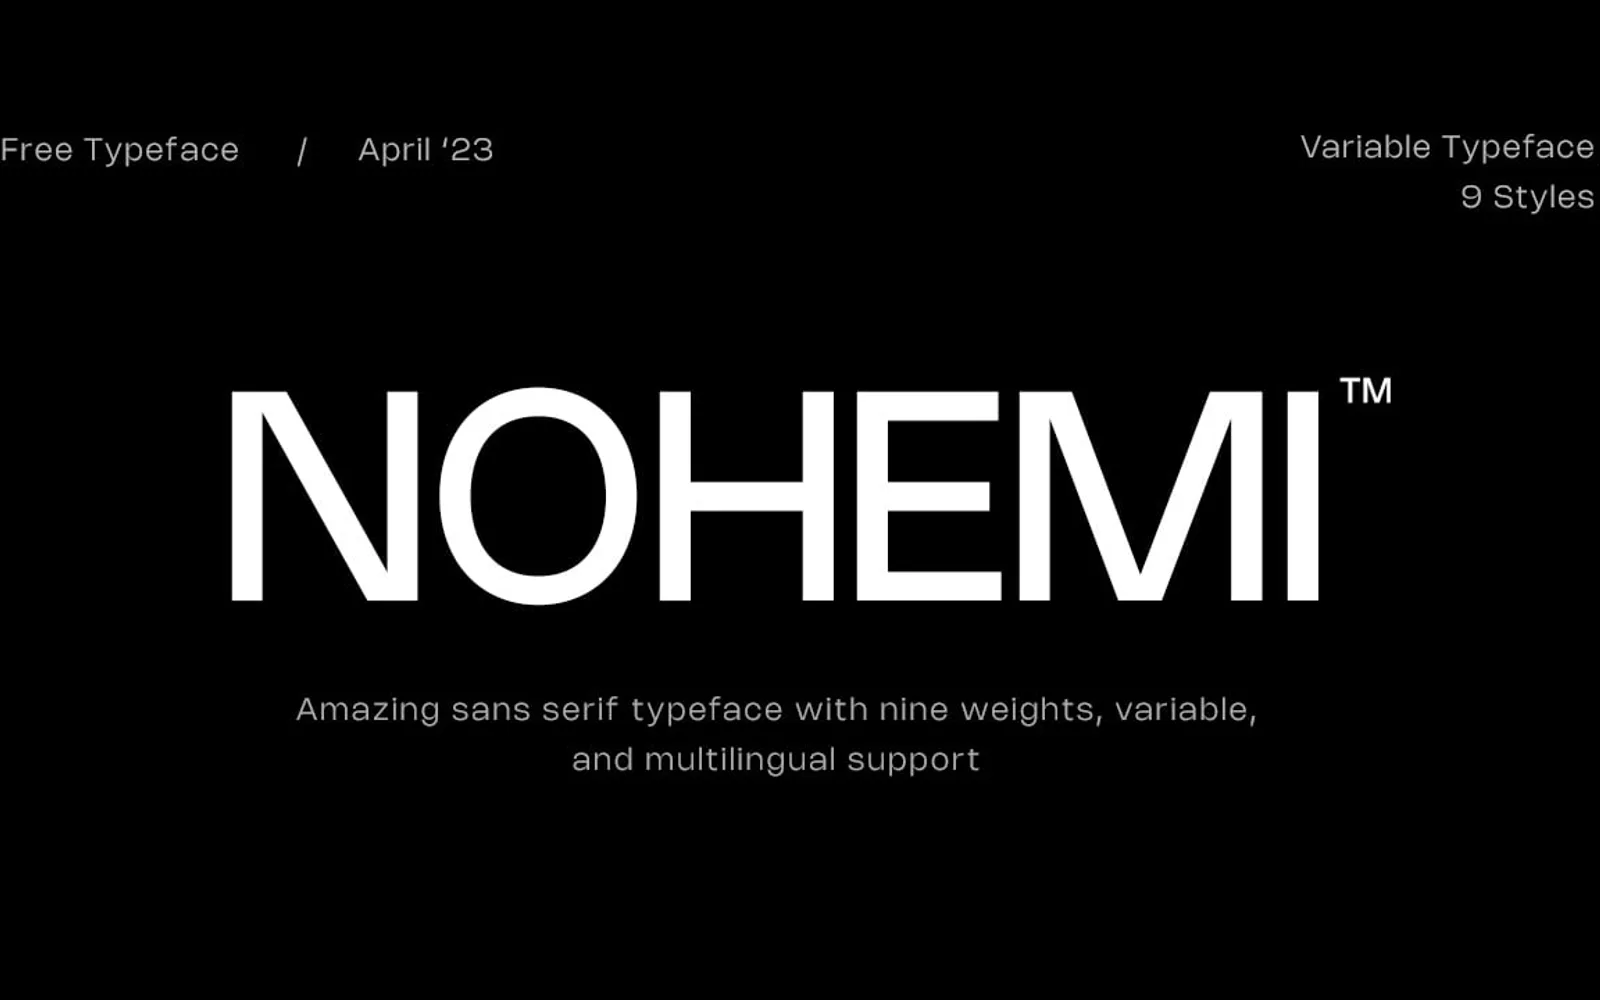 Free Typeface / April ‘23
Variable Typeface
9 Styles
NOHEMI™
Amazing sans serif typeface with nine weights, variable,
and multilingual support